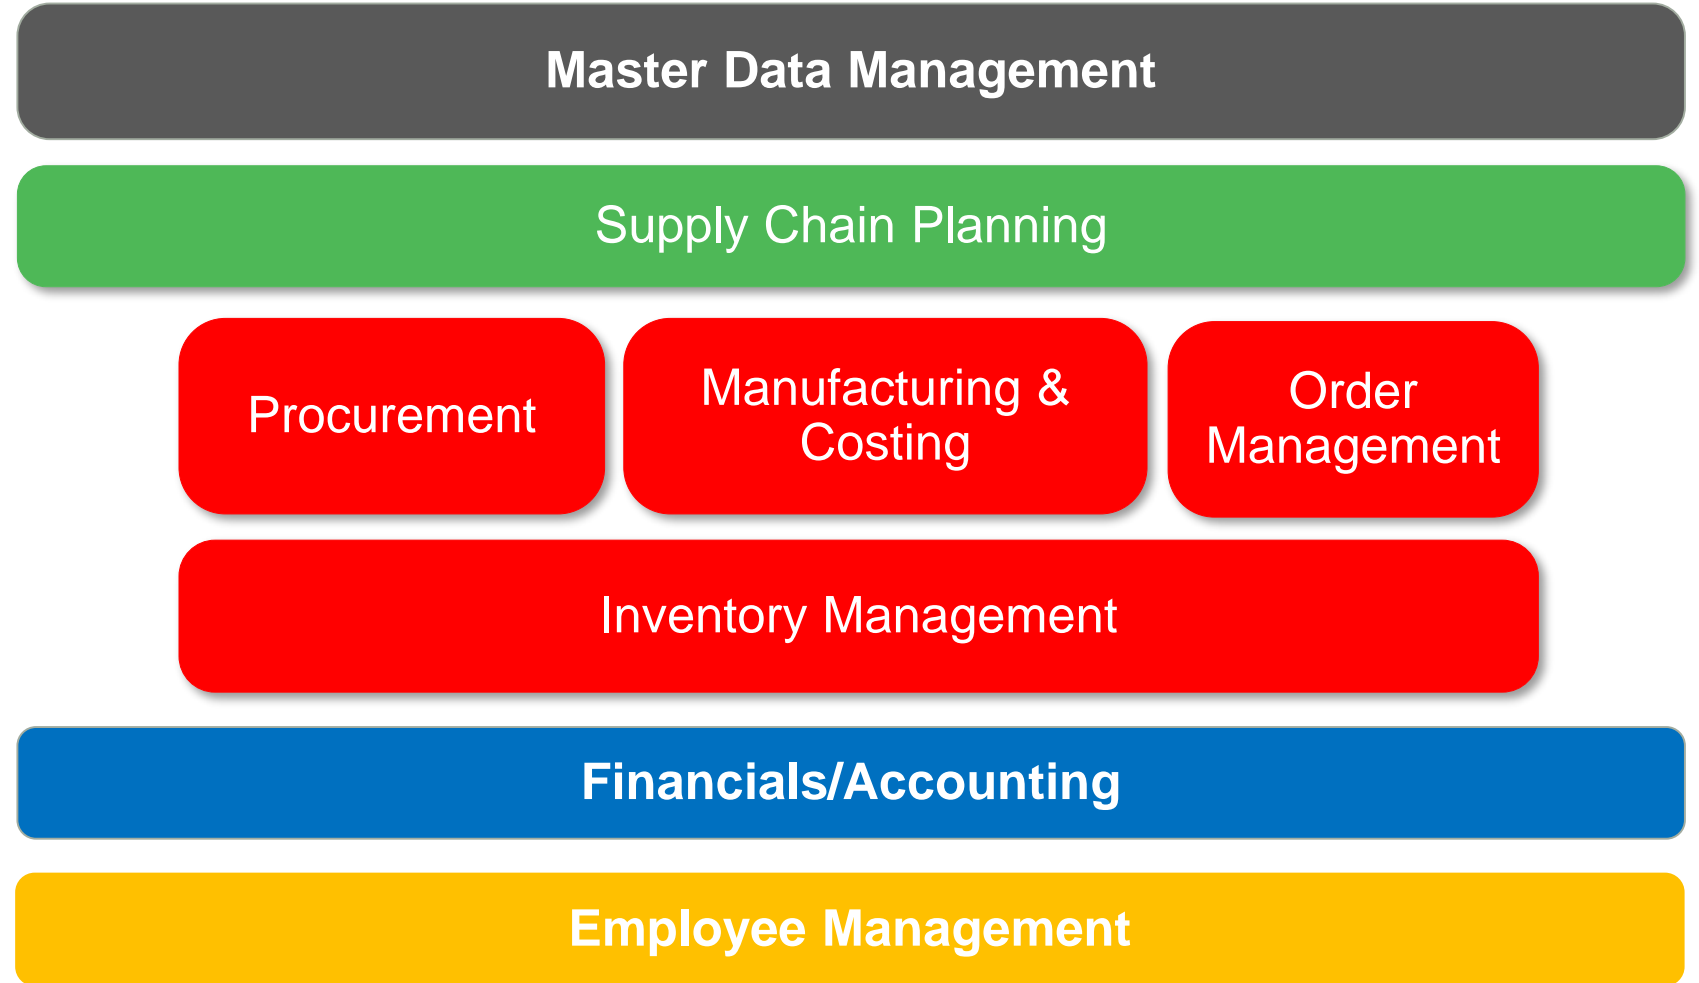 Master Data Management
Supply Chain Planning
Procurement
Manufacturing &
Costing
Order
Management
Inventory Management
Financials/Accounting
Employee Management